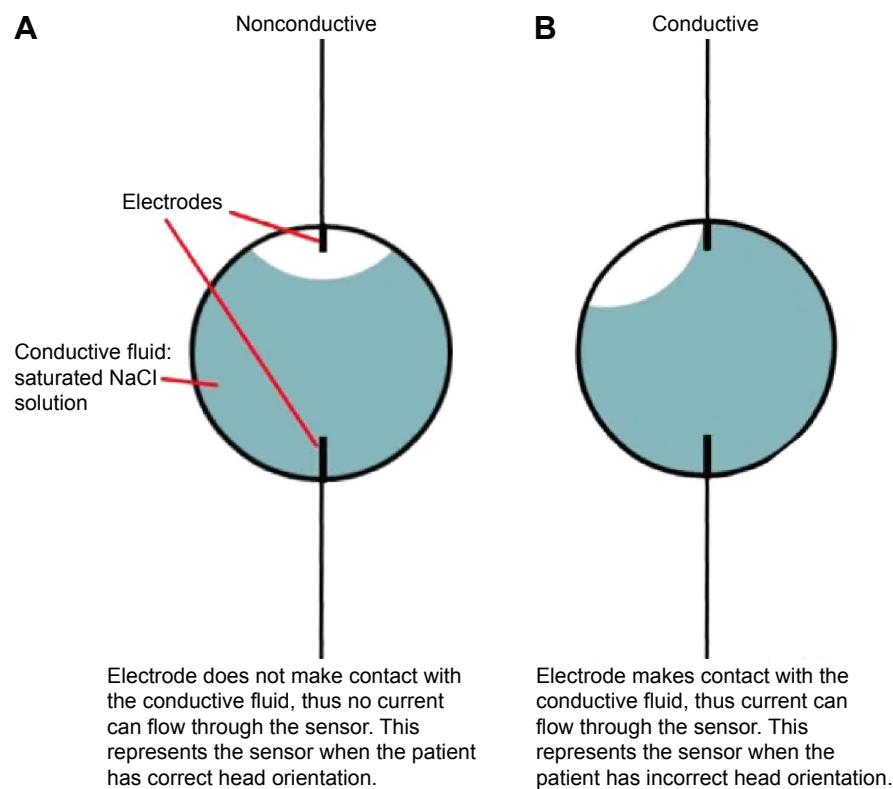 A
Nonconductive
Electrodes
Conductive fluid:
saturated NaCl
solution
Electrode does not make contact with
the conductive fluid, thus no current
can flow through the sensor. This
represents the sensor when the patient
has correct head orientation.
B
Conductive
Electrode makes contact with the
conductive fluid, thus current can
flow through the sensor. This
represents the sensor when the
patient has incorrect head orientation.